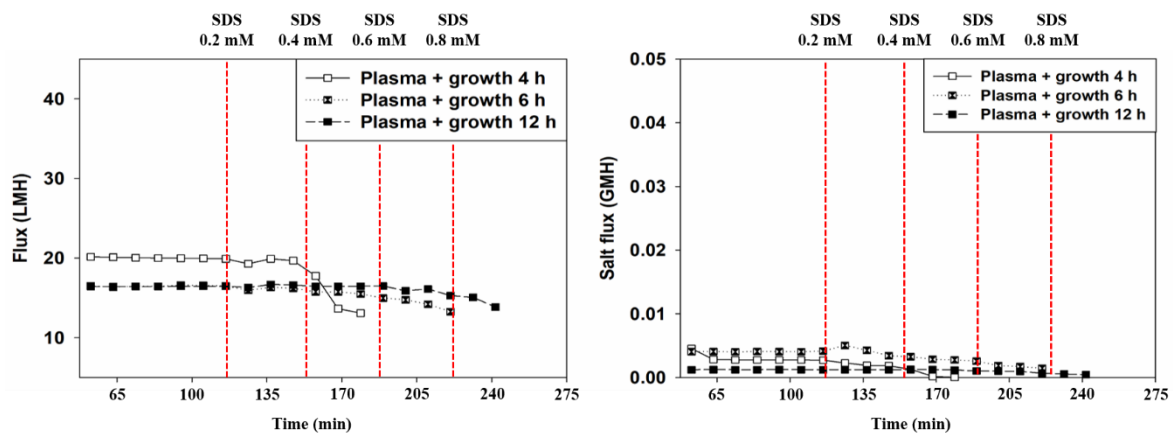 SDS SDS SDS SDS
0.2 mM 0.4 mM 0.6 mM 0.8 mM
Plasma + growth 4 h
Plasma + growth 6 h
Plasma + growth 12 h
40
30
20
10
Flux (LMH)
65 100 135 170 205 240 275
Time (min)
SDS SDS SDS SDS
0.2 mM 0.4 mM 0.6 mM 0.8 mM
Plasma + growth 4 h
Plasma + growth 6 h
Plasma + growth 12 h
0.05
0.04
0.03
0.02
0.01
0.00
Salt flux (GMH)
65 100 135 170 205 240 275
Time (min)